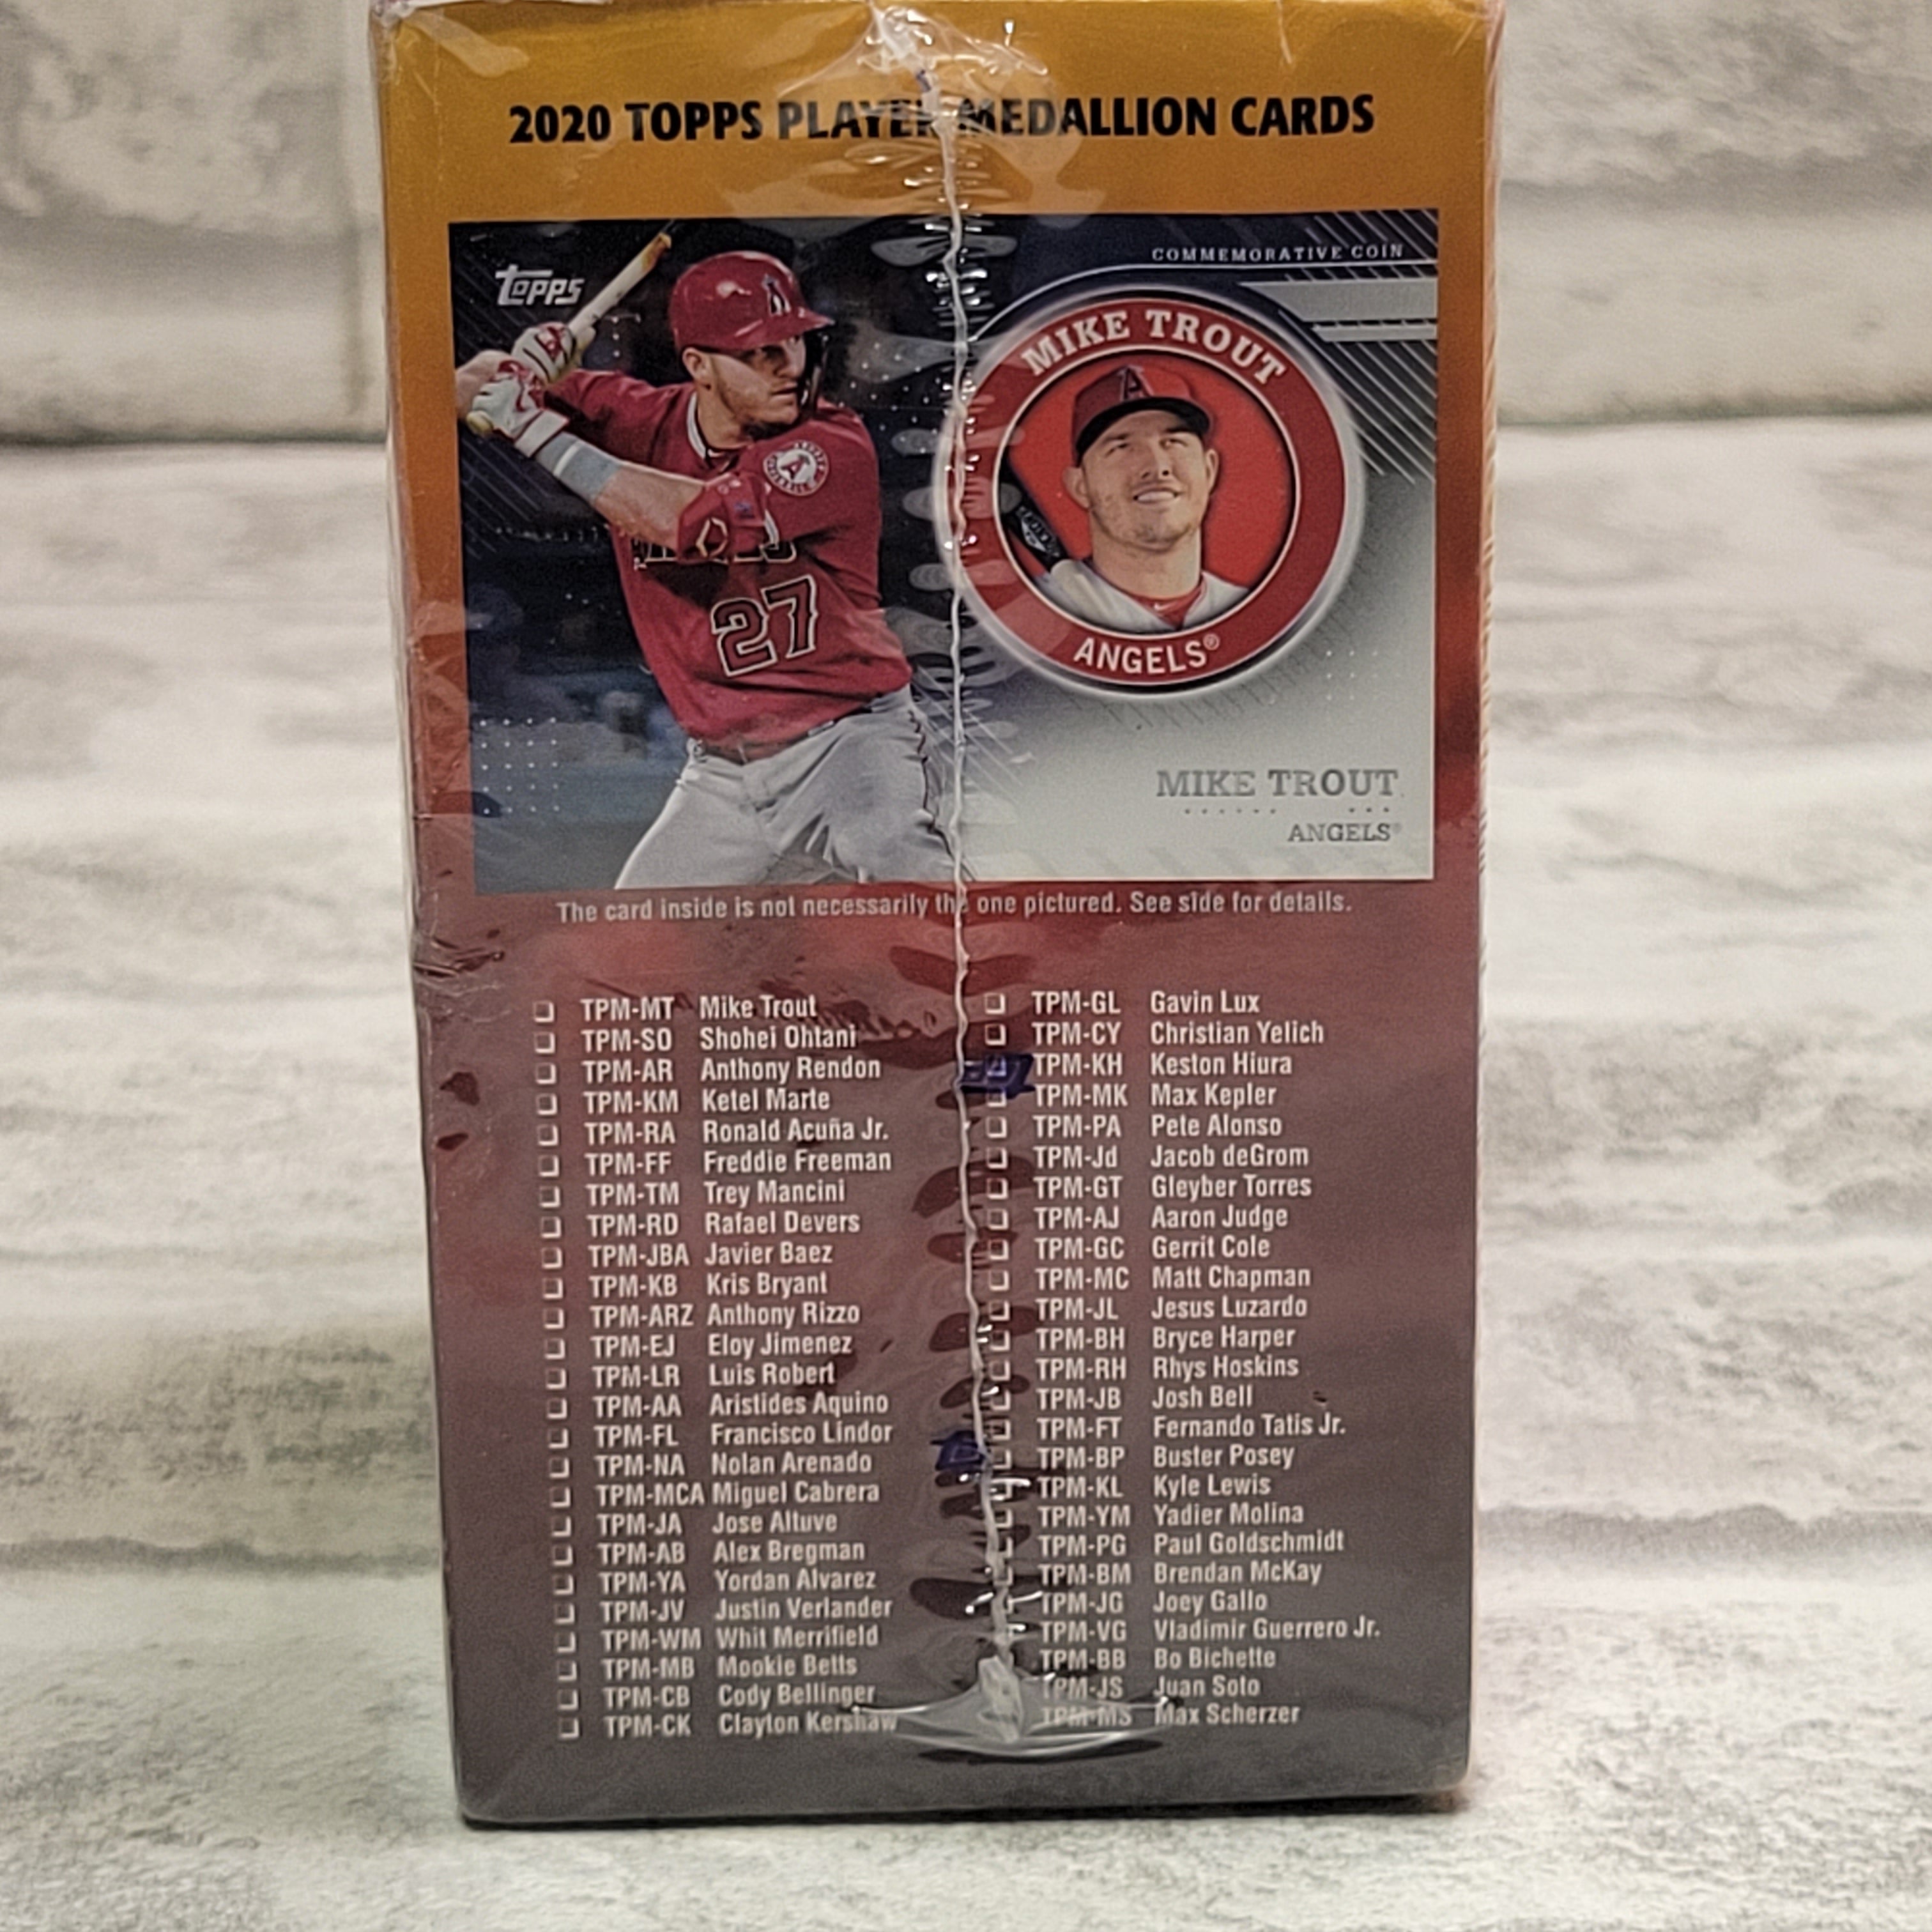 2020 TOPPS PLAYER MEDALLION CARDS
COMMEMORATIVE COIN
TOPPS
MIKE TROUT
27
ANGELS®
MIKE TROUT
ANGELS®
The card inside is not necessarily the one pictured. See side for details.
TPM-MT Mike Trout
TPM-SO Shohei Ohtani
TPM-AR Anthony Rendon
TPM-KM Ketel Marte
TPM-RA Ronald Acuña Jr.
TPM-FF Freddie Freeman
TPM-TM Trey Mancini
TPM-RD Rafael Devers
TPM-JBA Javier Baez
TPM-KB Kris Bryant
TPM-ARZ Anthony Rizzo
TPM-EJ Eloy Jimenez
TPM-LR Luis Robert
TPM-AA Aristides Aquino
TPM-FL Francisco Lindor
TPM-NA Nolan Arenado
TPM-MCA Miguel Cabrera
TPM-JA Jose Altuve
TPM-AB Alex Bregman
TPM-YA Yordan Alvarez
TPM-JV Justin Verlander
TPM-WM Whit Merrifield
TPM-MB Mookie Betts
TPM-CB Cody Bellinger
TPM-CK Clayton Kershaw
TPM-GL Gavin Lux
TPM-CY Christian Yelich
TPM-KH Keston Hiura
TPM-MK Max Kepler
TPM-PA Pete Alonso
TPM-Jd Jacob deGrom
TPM-GT Gleyber Torres
TPM-AJ Aaron Judge
TPM-GC Gerrit Cole
TPM-MC Matt Chapman
TPM-JL Jesus Luzardo
TPM-BH Bryce Harper
TPM-RH Rhys Hoskins
TPM-JB Josh Bell
TPM-FT Fernando Tatis Jr.
TPM-BP Buster Posey
TPM-KL Kyle Lewis
TPM-YM Yadier Molina
TPM-PG Paul Goldschmidt
TPM-BM Brendan McKay
TPM-JG Joey Gallo
TPM-VG Vladimir Guerrero Jr.
TPM-BB Bo Bichette
TPM-JS Juan Soto
TPM-MS Max Scherzer